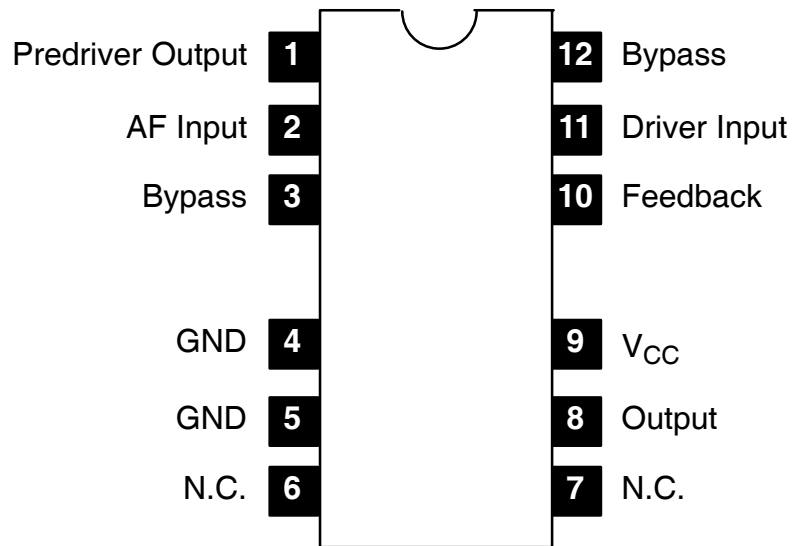 Predriver Output 1 12 Bypass
AF Input 2 11 Driver Input
Bypass 3 10 Feedback
GND 4 9 VCC
GND 5 8 Output
N.C. 6 7 N.C.